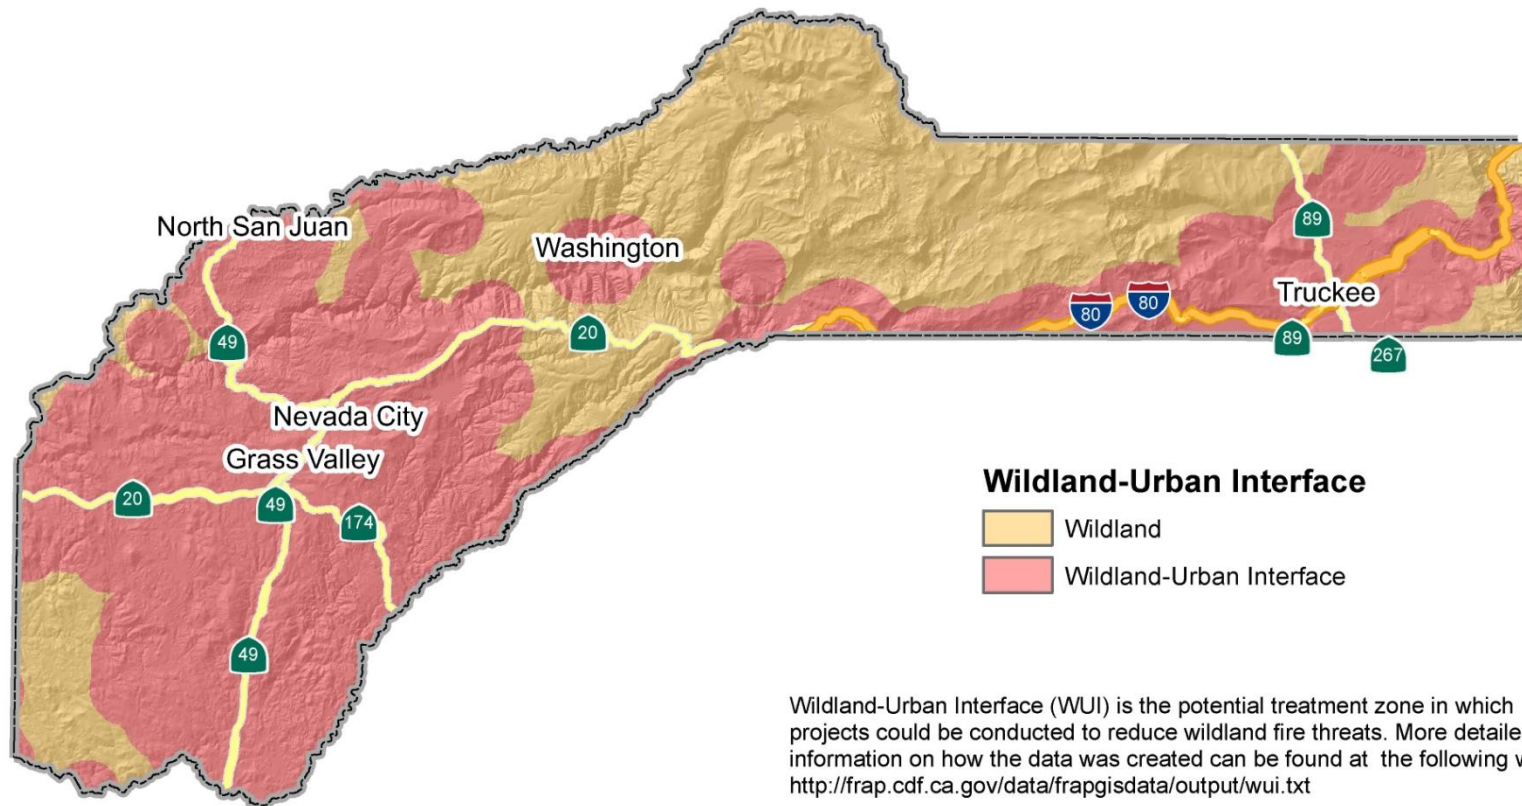 North San Juan
Washington
89
Truckee
80
80
20
49
89
267
Nevada City
Grass Valley
20
49
174
49
Wildland-Urban Interface
Wildland
Wildland-Urban Interface
Wildland-Urban Interface (WUI) is the potential treatment zone in which
projects could be conducted to reduce wildland fire threats. More detaile
information on how the data was created can be found at the following w
http://frap.cdf.ca.gov/data/frapgisdata/output/wui.txt